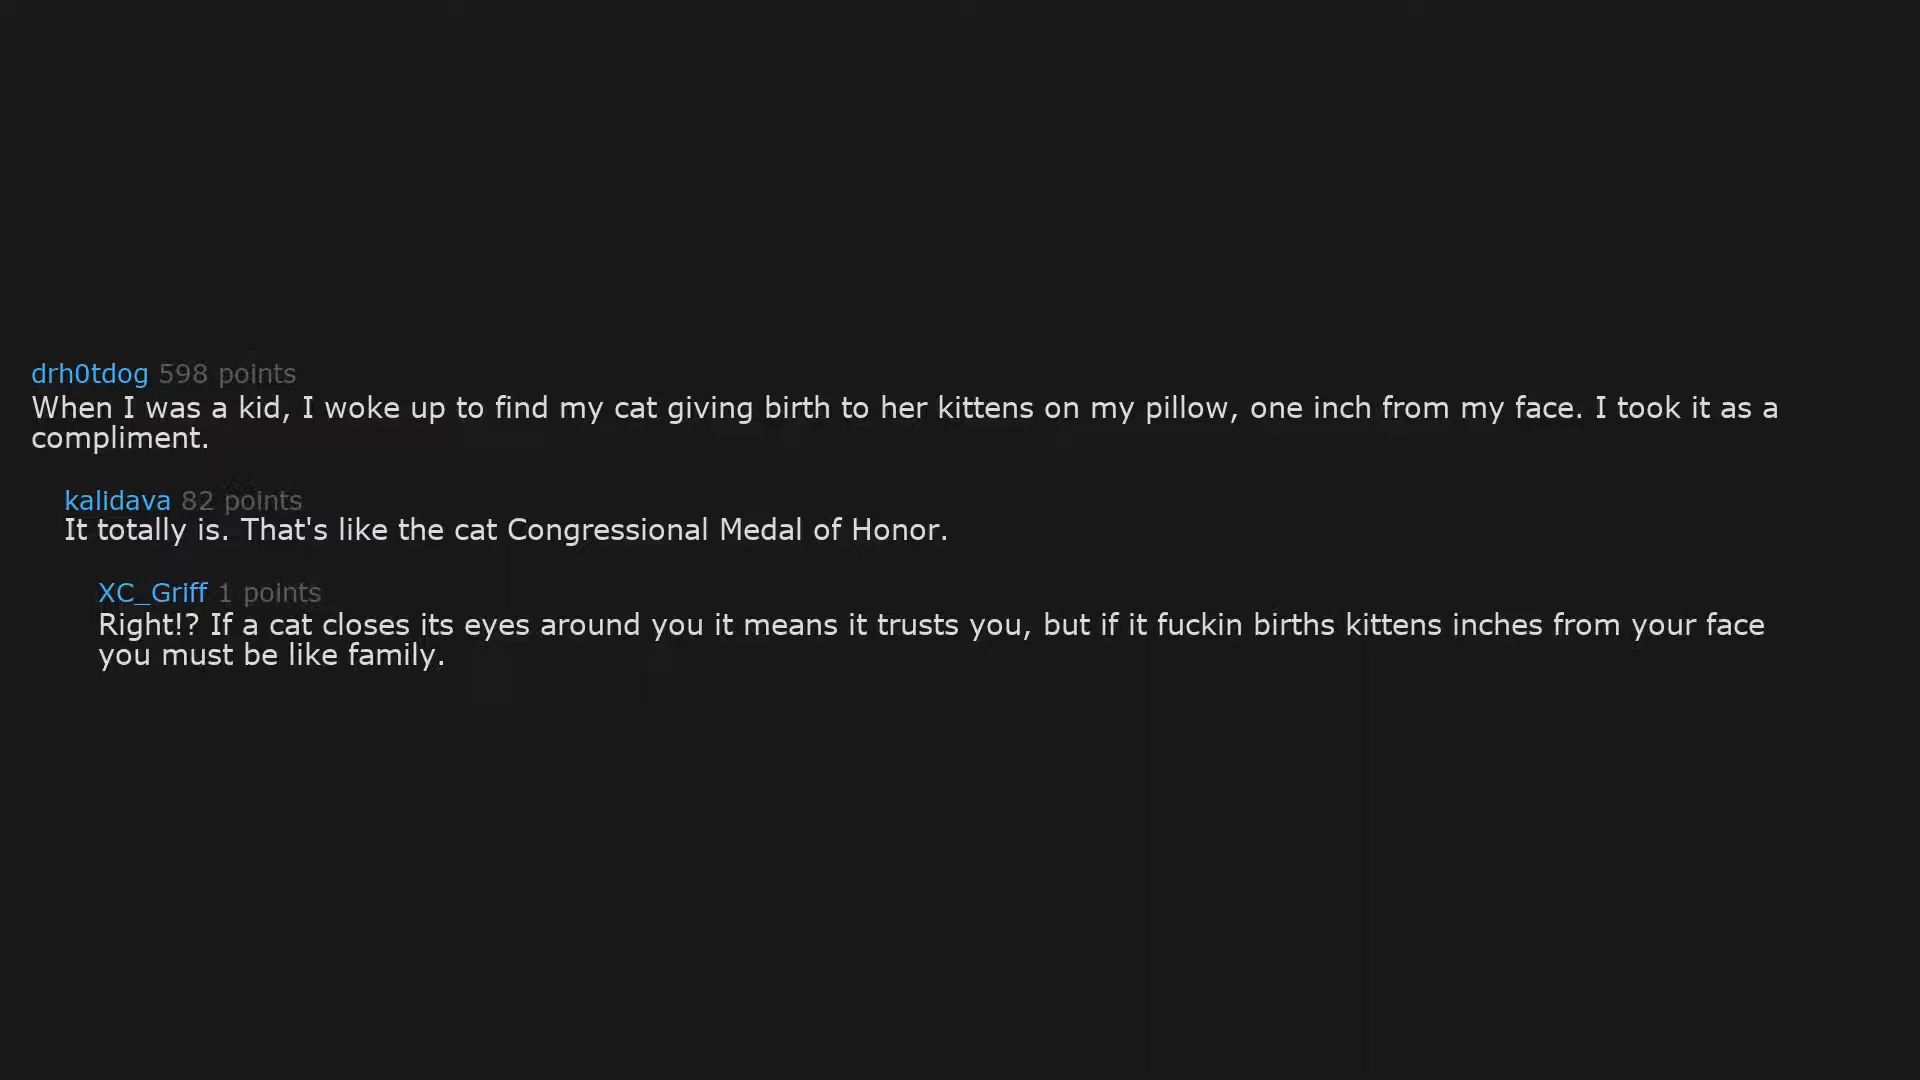 drh0tdog 598 points
When I was a kid, I woke up to find my cat giving birth to her kittens on my pillow, one inch from my face. I took it as a
compliment.
kalidava 82 points
It totally is. That's like the cat Congressional Medal of Honor.
XC_Griff 1 points
Right!? If a cat closes its eyes around you it means it trusts you, but if it fuckin births kittens inches from your face
you must be like family.